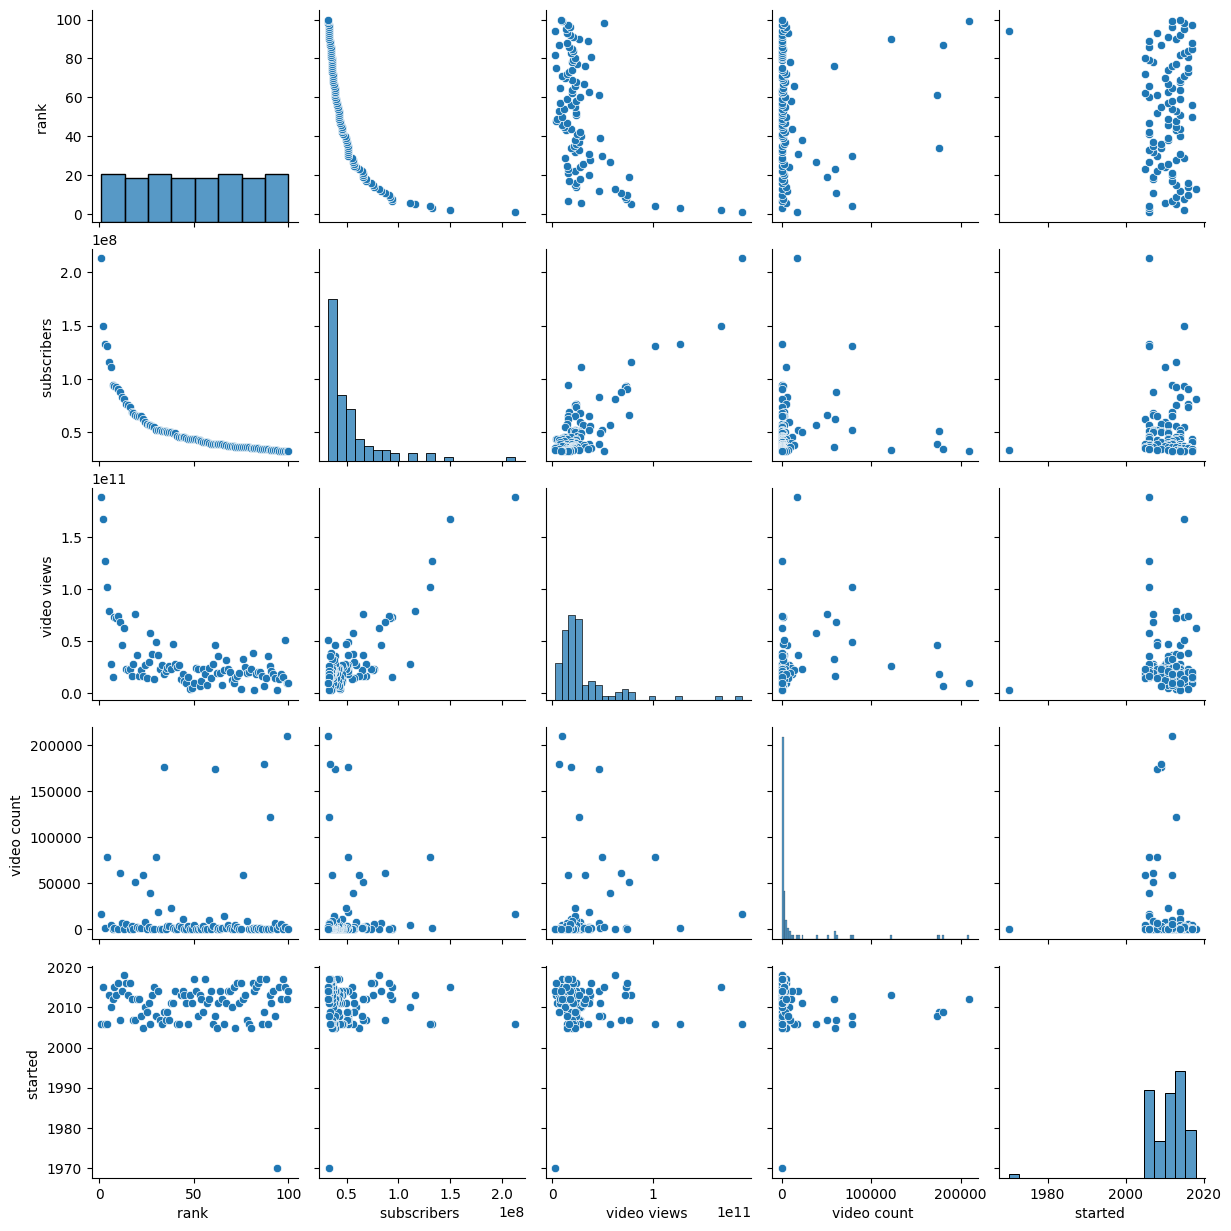 100
80
60
40
20
0
rank
1e8
2.0
1.5
1.0
0.5
subscribers
1e11
1.5
1.0
0.5
0.0
video views
200000
150000
100000
50000
0
video count
2020
2010
2000
1990
1980
1970
started
0 50 100
rank
0.5 1.0 1.5 2.0
subscribers 1e8
0 1
video views 1e11
0 100000 200000
video count
1980 2000 2020
started